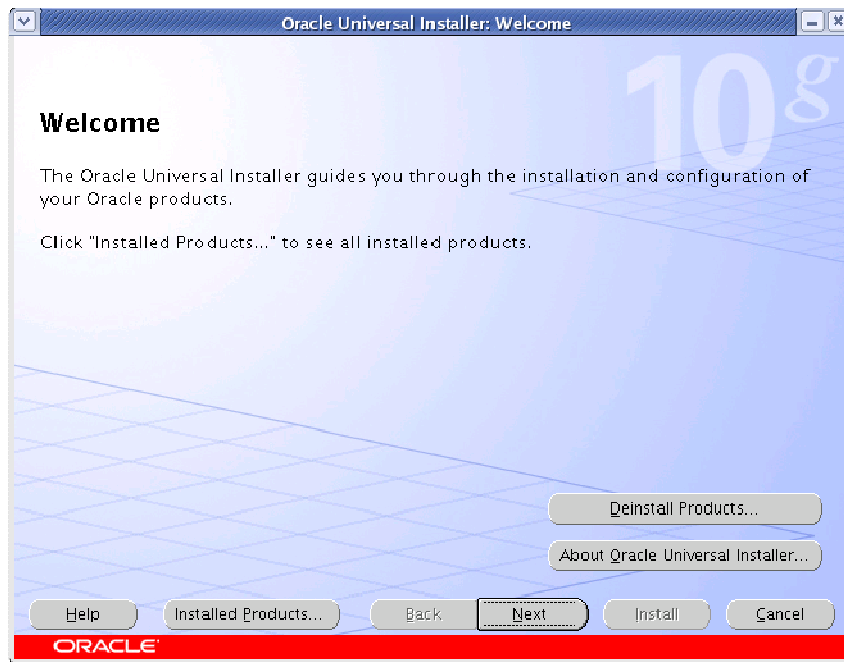 Oracle Universal Installer: Welcome
10g
Welcome
The Oracle Universal Installer guides you through the installation and configuration of
your Oracle products.
Click "Installed Products..." to see all installed products.
Deinstall Products...
About Oracle Universal Installer...
Help Installed Products... Back Next Install Cancel
ORACLE